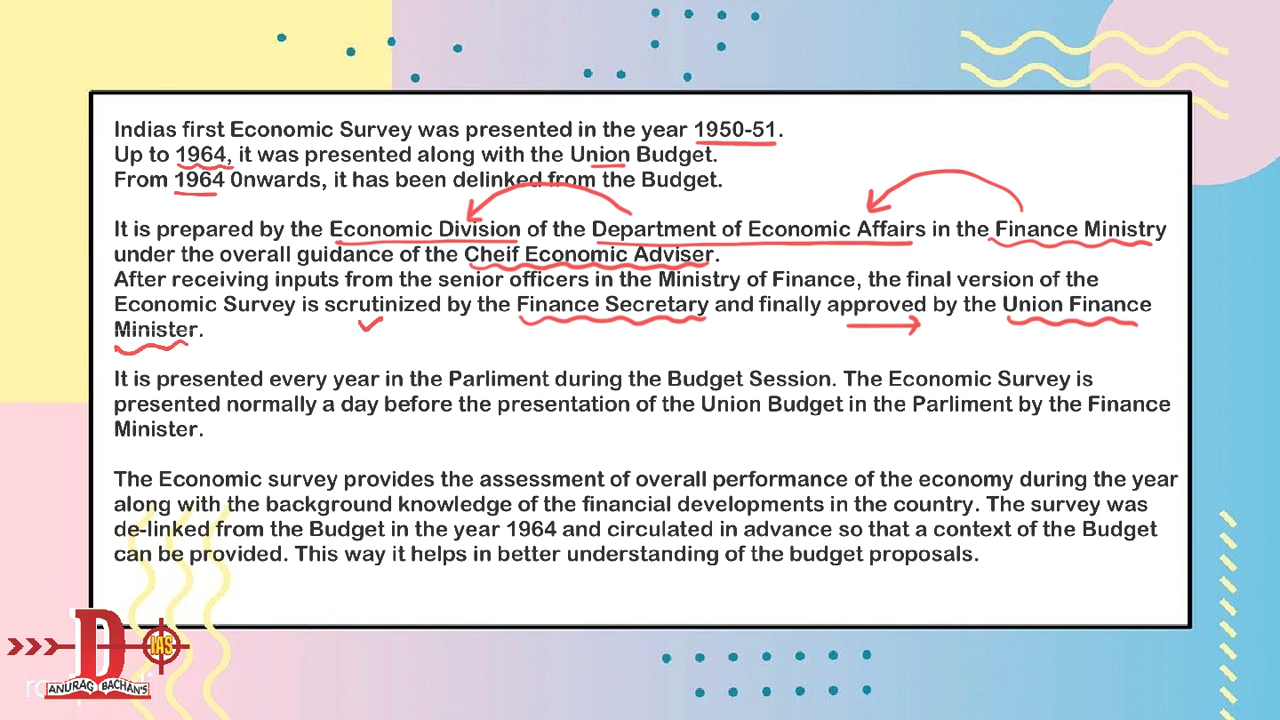 Indias first Economic Survey was presented in the year 1950-51.
Up to 1964, it was presented along with the Union Budget.
From 1964 0nwards, it has been delinked from the Budget.
It is prepared by the Economic Division of the Department of Economic Affairs in the Finance Ministry
under the overall guidance of the Cheif Economic Adviser.
After receiving inputs from the senior officers in the Ministry of Finance, the final version of the
Economic Survey is scrutinized by the Finance Secretary and finally approved by the Union Finance
Minister.
It is presented every year in the Parliment during the Budget Session. The Economic Survey is
presented normally a day before the presentation of the Union Budget in the Parliment by the Finance
Minister.
The Economic survey provides the assessment of overall performance of the economy during the year
along with the background knowledge of the financial developments in the country. The survey was
de-linked from the Budget in the year 1964 and circulated in advance so that a context of the Budget
can be provided. This way it helps in better understanding of the budget proposals.
D IAS
ANURAG BACHAN'S